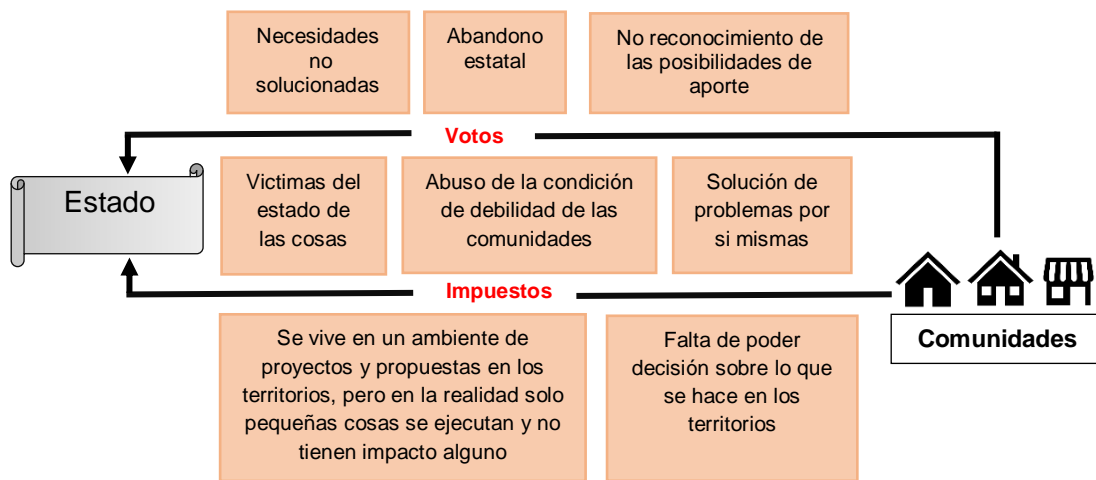 Necesidades
no
solucionadas
Abandono
estatal
No reconocimiento de
las posibilidades de
aporte
Votos
Estado
Victimas del
estado de
las cosas
Abuso de la condición
de debilidad de las
comunidades
Solución de
problemas por
si mismas
Impuestos
Comunidades
Se vive en un ambiente de
proyectos y propuestas en los
territorios, pero en la realidad solo
pequeñas cosas se ejecutan y no
tienen impacto alguno
Falta de poder
decisión sobre lo que
se hace en los
territorios